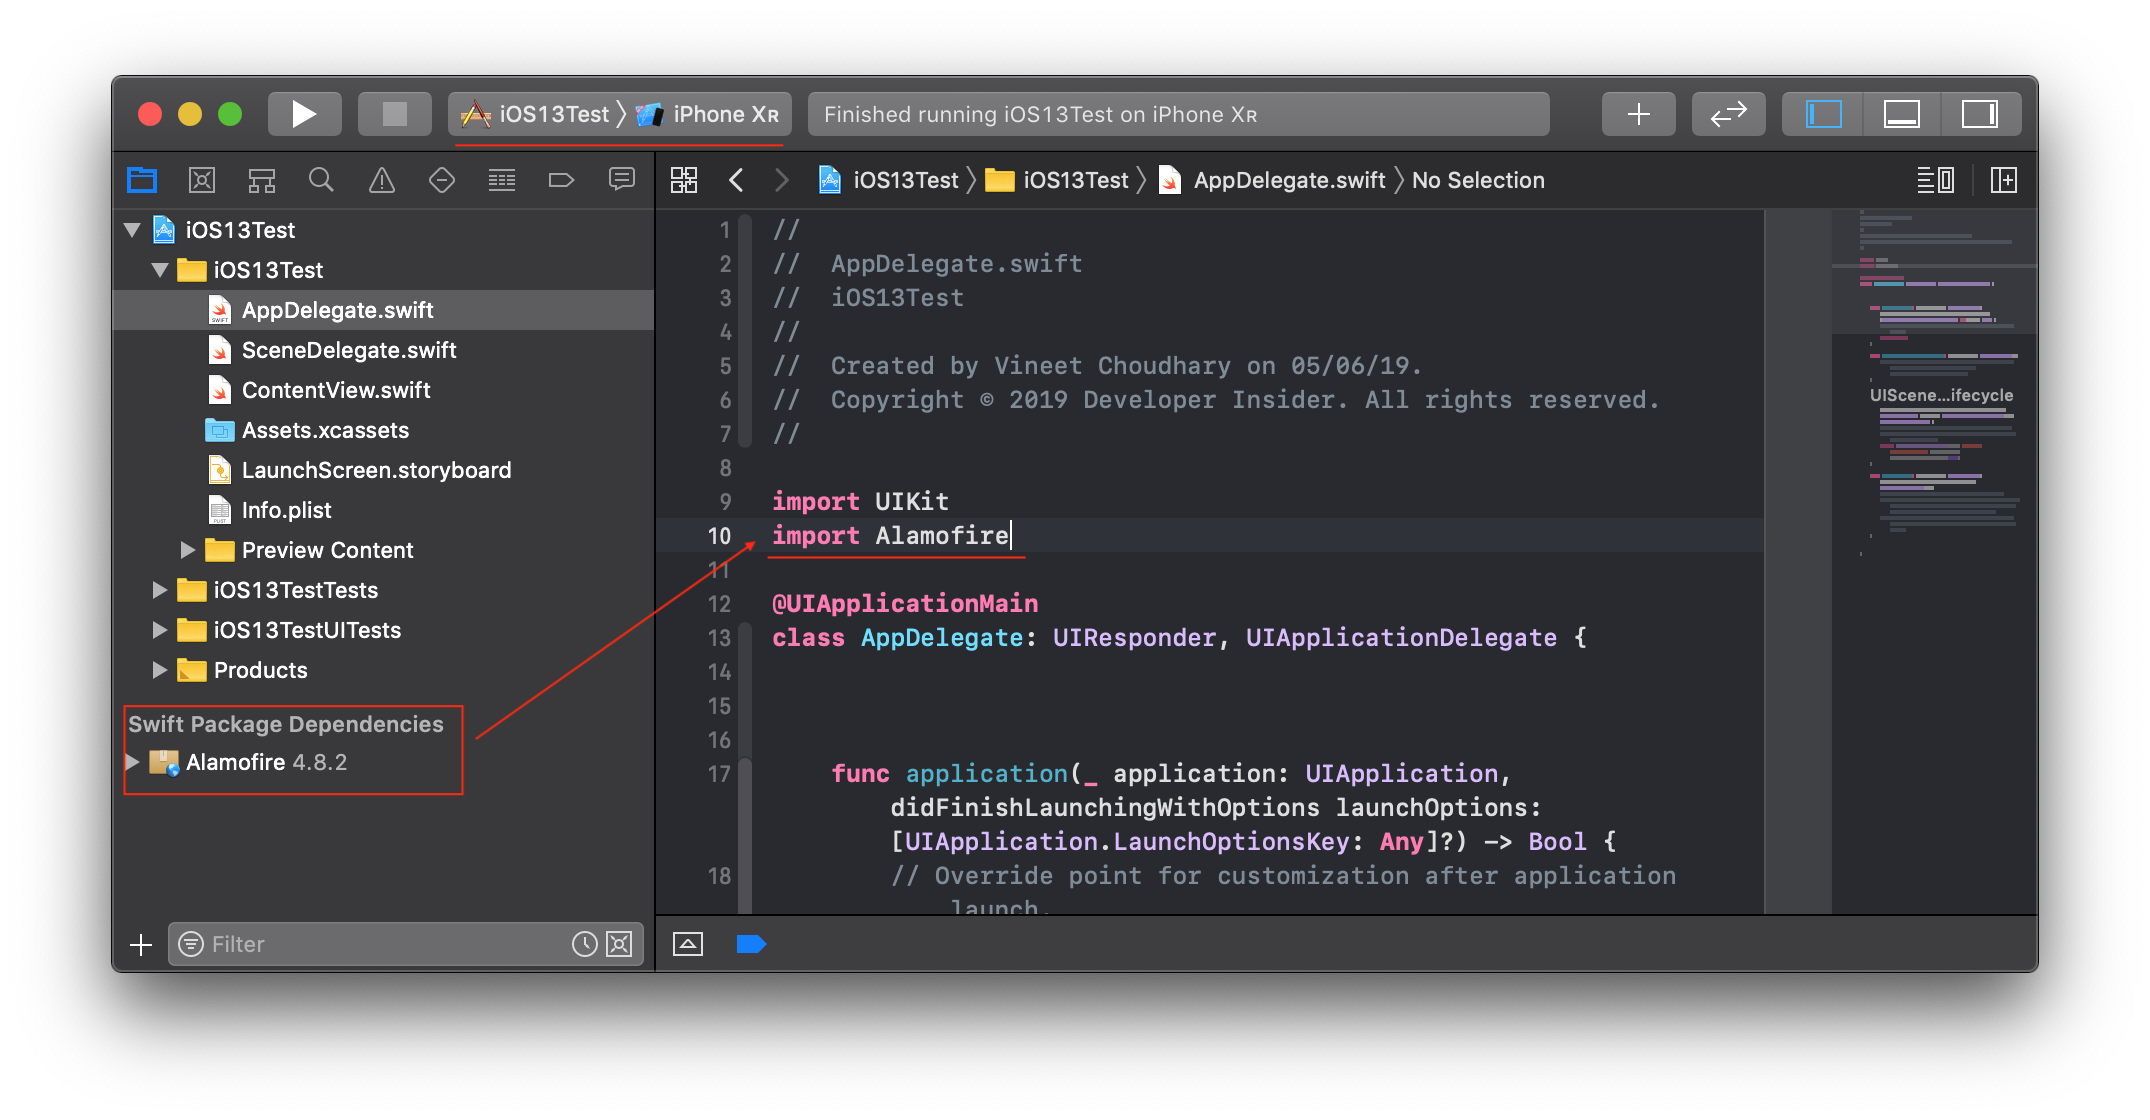 iOS13Test 〉 iPhone Xʀ
Finished running iOS13Test on iPhone Xʀ
iOS13Test 〉 iOS13Test 〉 AppDelegate.swift 〉 No Selection
iOS13Test
iOS13Test
AppDelegate.swift
SceneDelegate.swift
ContentView.swift
Assets.xcassets
LaunchScreen.storyboard
Info.plist
Preview Content
iOS13TestTests
iOS13TestUITests
Products
Swift Package Dependencies
Alamofire 4.8.2
Filter
1 //
2 //  AppDelegate.swift
3 //  iOS13Test
4 //
5 //  Created by Vineet Choudhary on 05/06/19.
6 //  Copyright © 2019 Developer Insider. All rights reserved.
7 //
8
9 import UIKit
10 import Alamofire
11
12 @UIApplicationMain
13 class AppDelegate: UIResponder, UIApplicationDelegate {
14
15
16
17 func application(_ application: UIApplication,
didFinishLaunchingWithOptions launchOptions:
[UIApplication.LaunchOptionsKey: Any]?) -> Bool {
18 // Override point for customization after application
launch.
UIScene...ifecycle